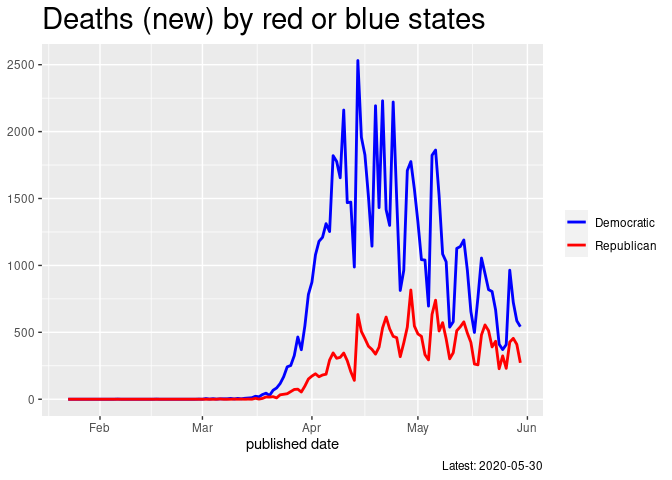 Deaths (new) by red or blue states
2500
2000
1500
1000
500
0
Feb
Mar
Apr
May
Jun
published date
Democratic
Republican
Latest: 2020-05-30